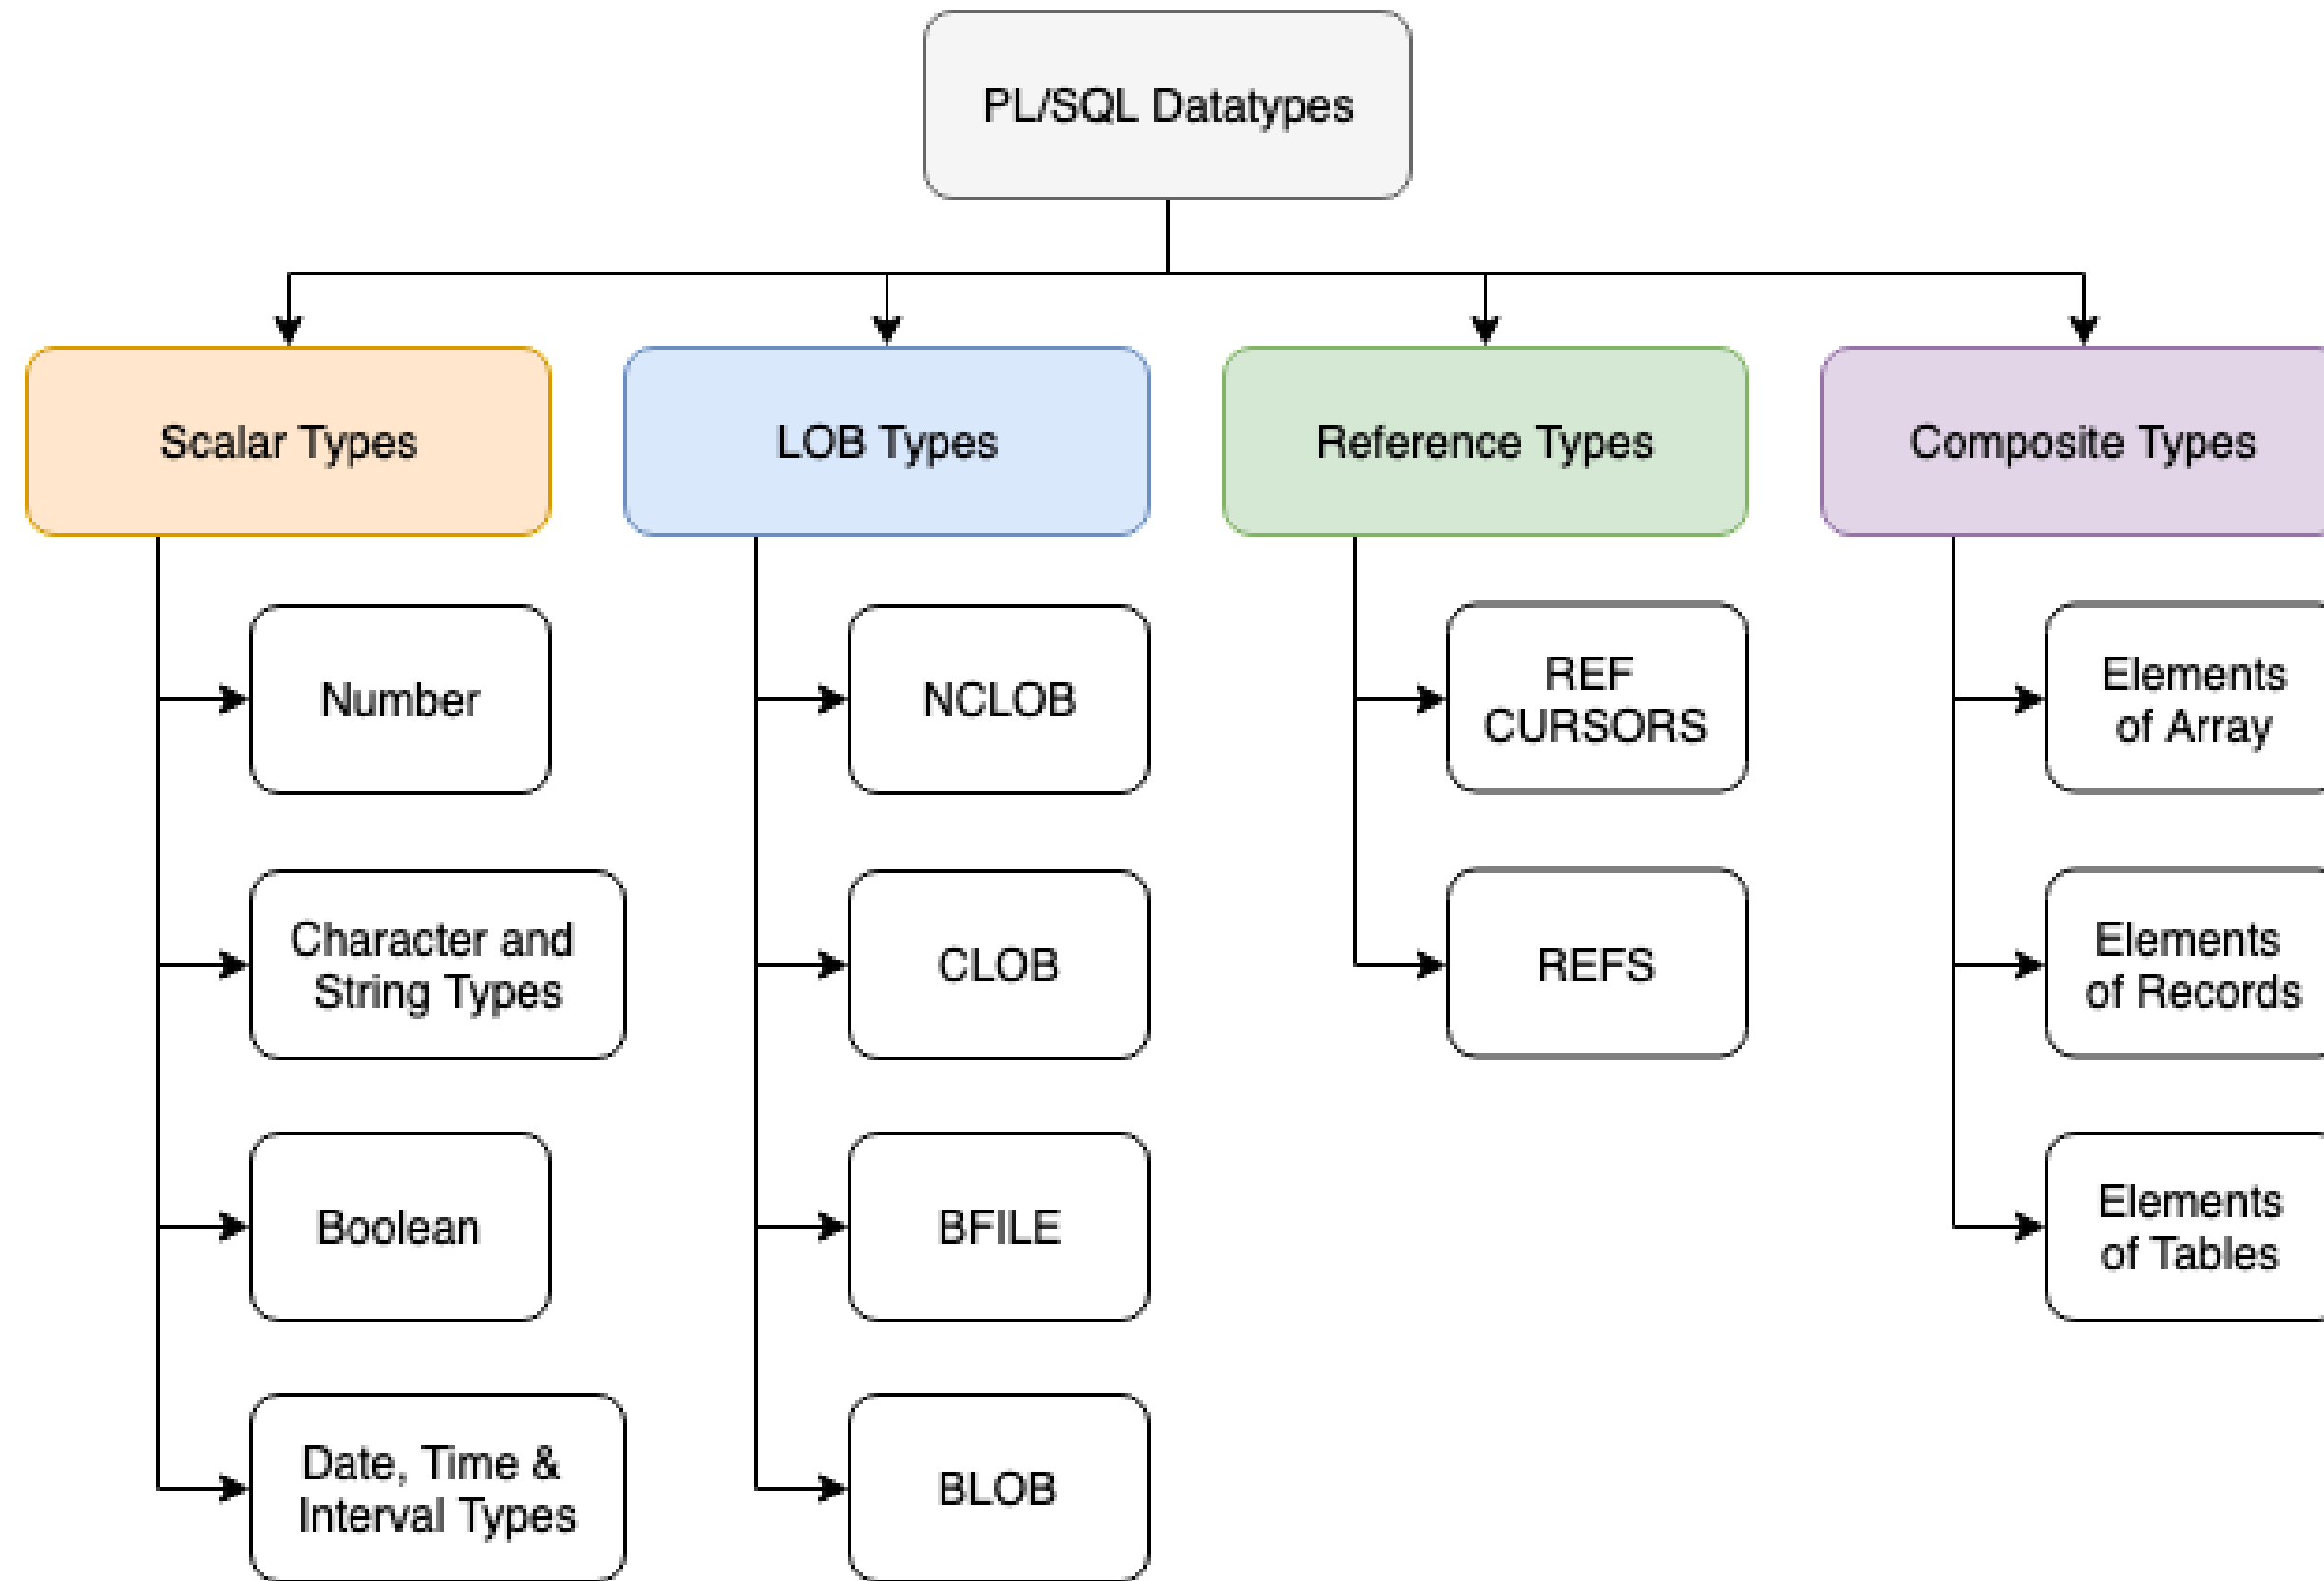 PL/SQL Datatypes
Scalar Types
LOB Types
Reference Types
Composite Types
Number
NCLOB
REF
CURSORS
Elements
of Array
Character and
String Types
CLOB
REFS
Elements
of Records
Boolean
BFILE
Elements
of Tables
Date, Time &
Interval Types
BLOB